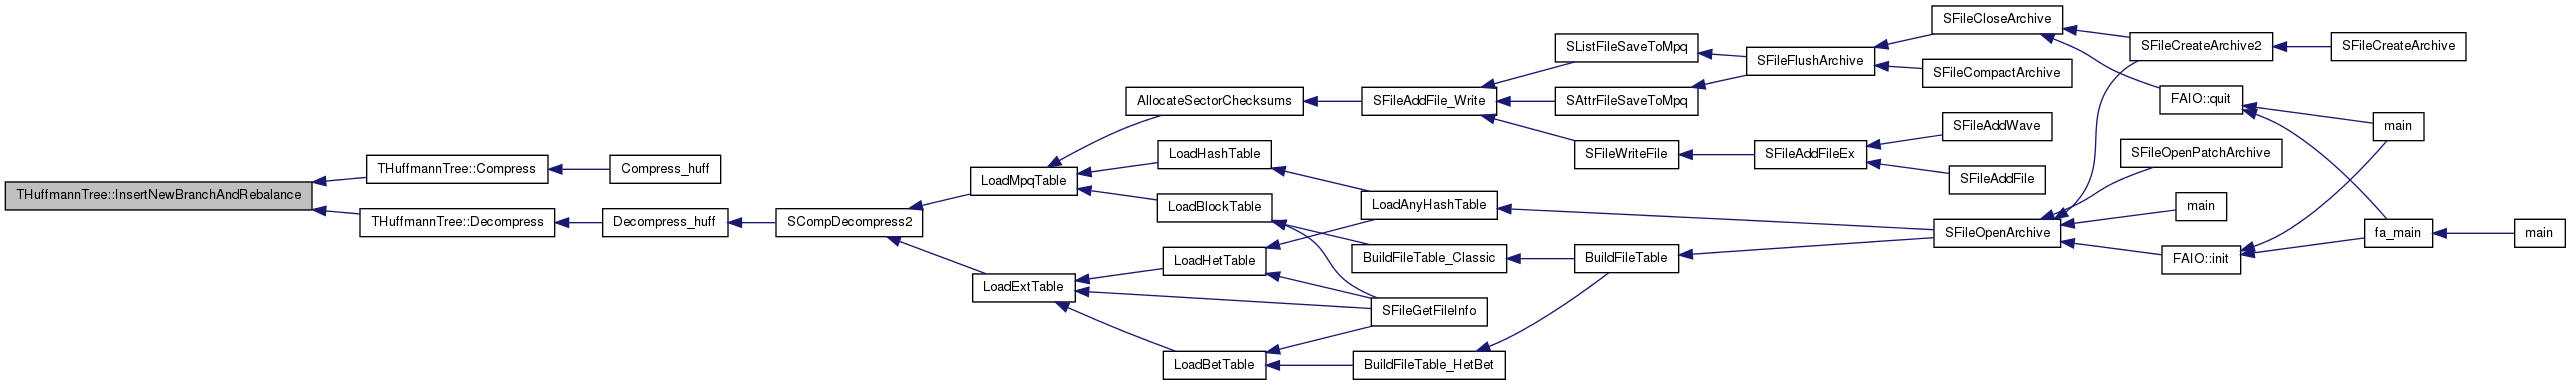 THuffmannTree::InsertNewBranchAndRebalance
THuffmannTree::Compress
Compress_huff
THuffmannTree::Decompress
Decompress_huff
SCompDecompress2
LoadMpqTable
LoadExtTable
AllocateSectorChecksums
LoadHashTable
LoadBlockTable
LoadHetTable
LoadBetTable
SFileAddFile_Write
LoadAnyHashTable
BuildFileTable_Classic
SFileGetFileInfo
BuildFileTable_HetBet
SListFileSaveToMpq
SAttrFileSaveToMpq
SFileWriteFile
BuildFileTable
SFileFlushArchive
SFileAddFileEx
SFileCloseArchive
SFileCompactArchive
SFileAddWave
SFileAddFile
SFileOpenArchive
SFileCreateArchive2
FAIO::quit
SFileOpenPatchArchive
main
FAIO::init
SFileCreateArchive
main
fa_main
main